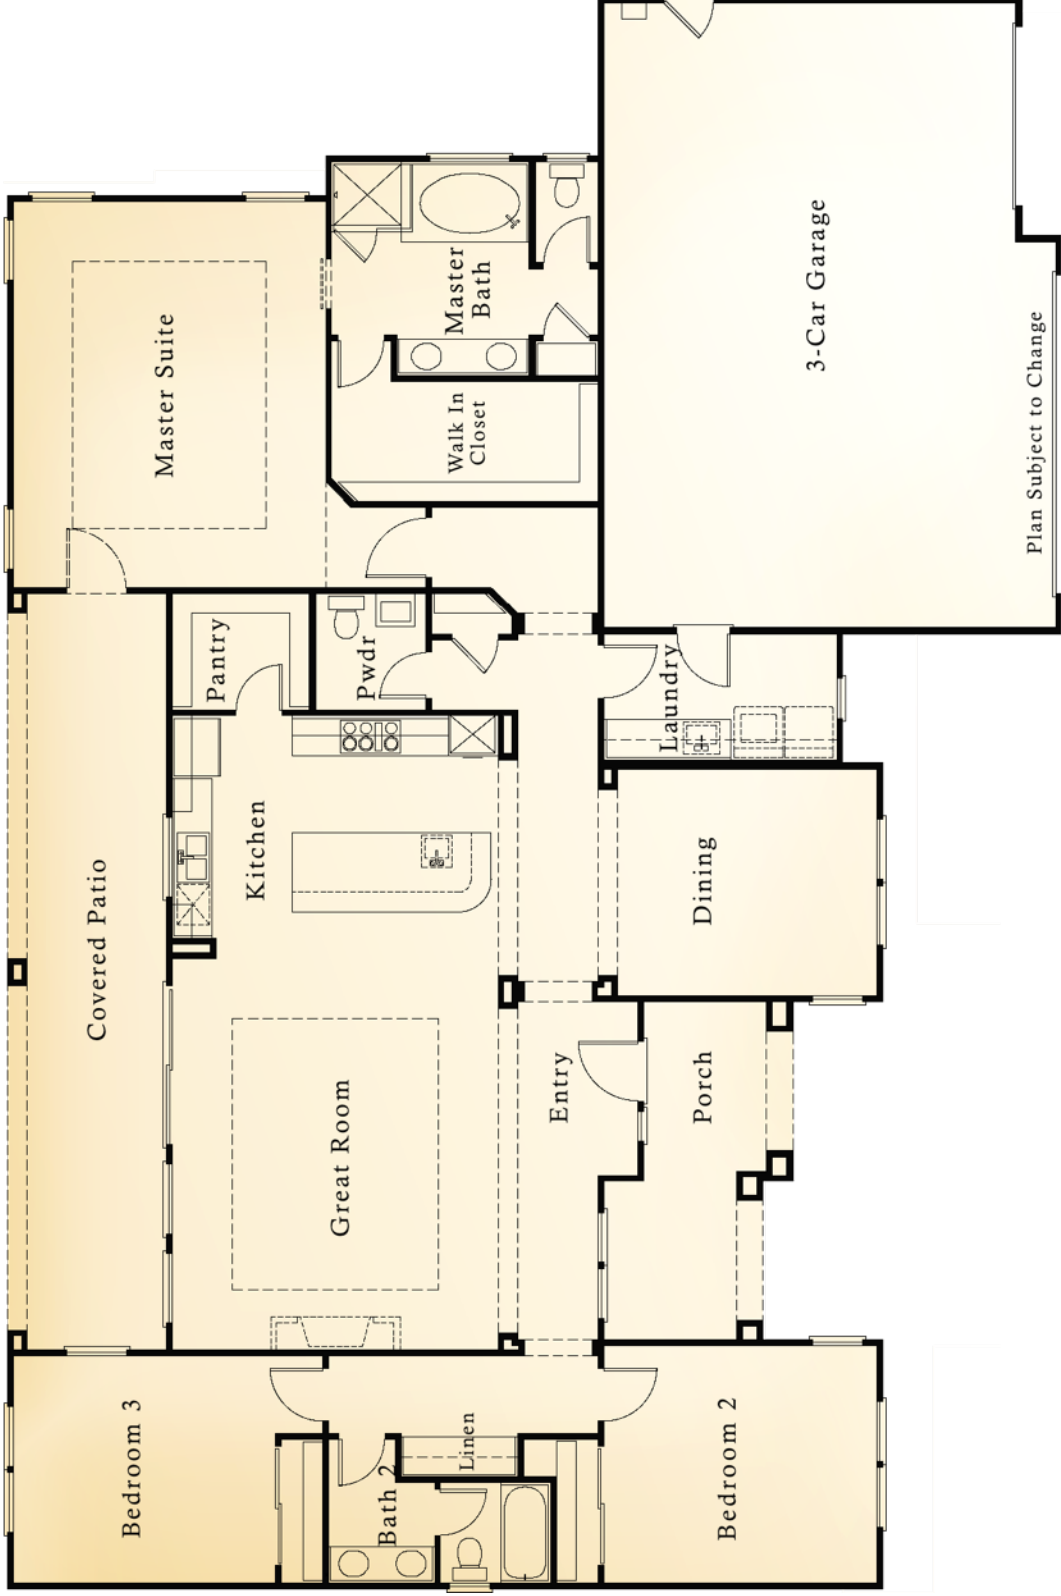 3-Car Garage
Plan Subject to Change
Master
Bath
Master Suite
Walk In
Closet
Pantry
Pwdr
Laundry
Kitchen
Dining
Covered Patio
Great Room
Entry
Porch
Bedroom 3
Linen
Bath 2
Bedroom 2